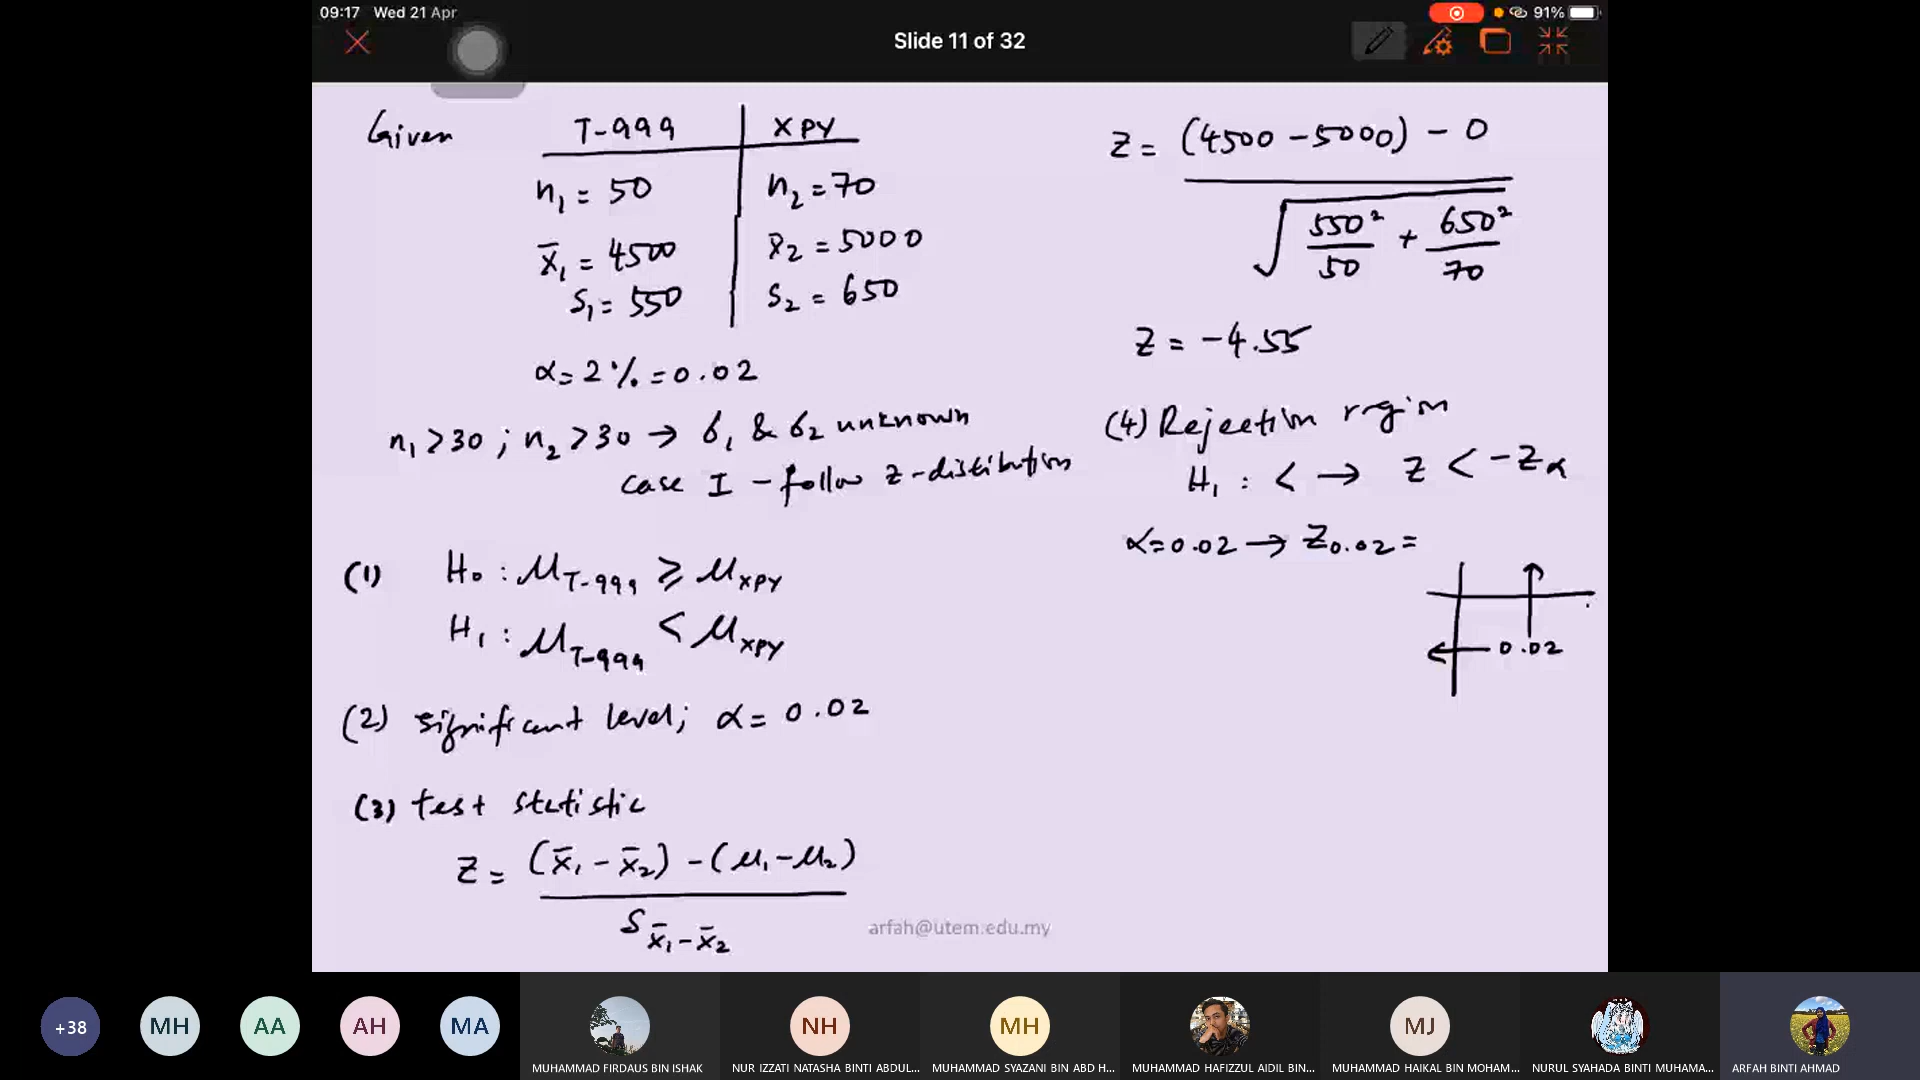 09:17 Wed 21 Apr
91%
Slide 11 of 32
Given
T-999 | XPY
n₁ = 50 | n₂ = 70
x̄₁ = 4500 | x̄₂ = 5000
S₁ = 550 | S₂ = 650
α = 2% = 0.02
n₁ > 30 ; n₂ > 30 → σ₁ & σ₂ unknown
case I - follow z-distibution
(1) H₀ : μ_T-999 ⩾ μ_XPY
H₁ : μ_T-999 < μ_XPY
(2) significant level; α = 0.02
(3) test statistic
Z = (x̄₁ - x̄₂) - (μ₁ - μ₂)
S x̄₁ - x̄₂
Z = (4500 - 5000) - 0
√ 550²/50 + 650²/70
Z = -4.55
(4) Rejection region
H₁ : < → Z < -Zα
α = 0.02 → Z₀.₀₂ =
0.02
arfah@utem.edu.my
+38
MH
AA
AH
MA
MUHAMMAD FIRDAUS BIN ISHAK
NH
NUR IZZATI NATASHA BINTI ABDUL...
MH
MUHAMMAD SYAZANI BIN ABD H...
MUHAMMAD HAFIZZUL AIDIL BIN...
MJ
MUHAMMAD HAIKAL BIN MOHAM...
NURUL SYAHADA BINTI MUHAMA...
ARFAH BINTI AHMAD